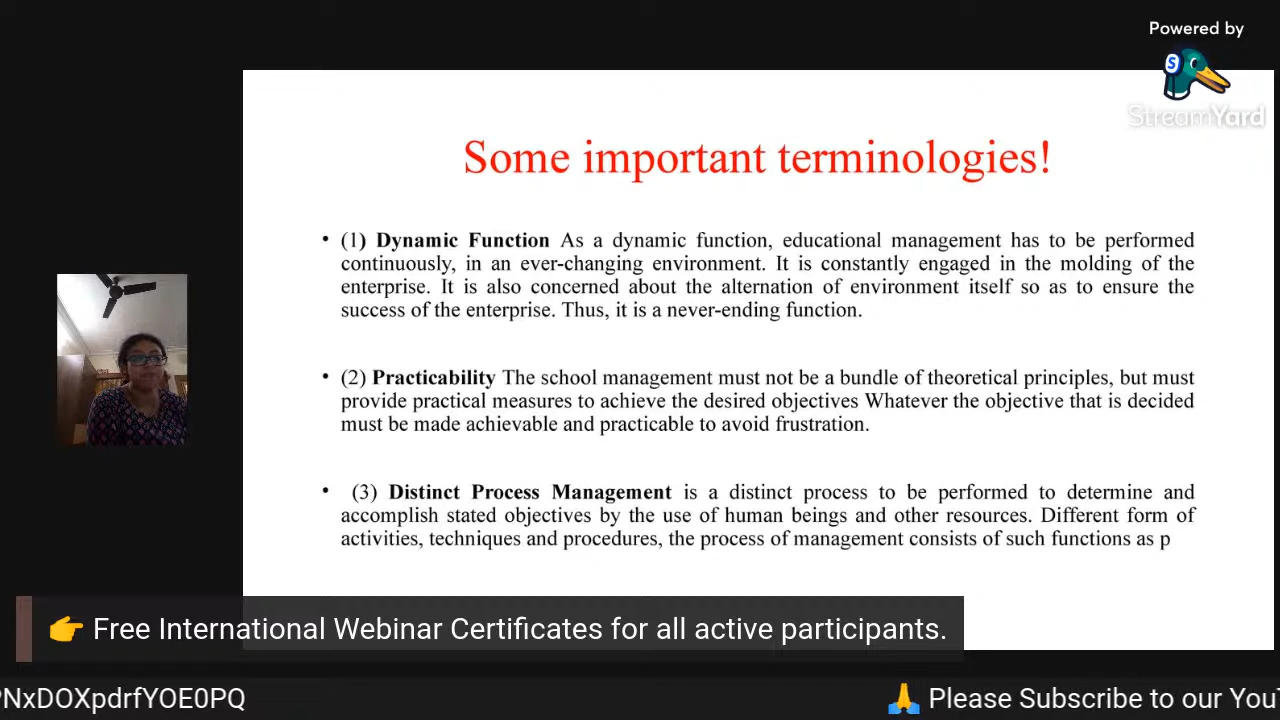 Powered by
StreamYard
Some important terminologies!
• (1) Dynamic Function As a dynamic function, educational management has to be performed
continuously, in an ever-changing environment. It is constantly engaged in the molding of the
enterprise. It is also concerned about the alternation of environment itself so as to ensure the
success of the enterprise. Thus, it is a never-ending function.
• (2) Practicability The school management must not be a bundle of theoretical principles, but must
provide practical measures to achieve the desired objectives Whatever the objective that is decided
must be made achievable and practicable to avoid frustration.
• (3) Distinct Process Management is a distinct process to be performed to determine and
accomplish stated objectives by the use of human beings and other resources. Different form of
activities, techniques and procedures, the process of management consists of such functions as p
👉 Free International Webinar Certificates for all active participants.
NxDOXpdrfYOE0PQ 🙏 Please Subscribe to our You